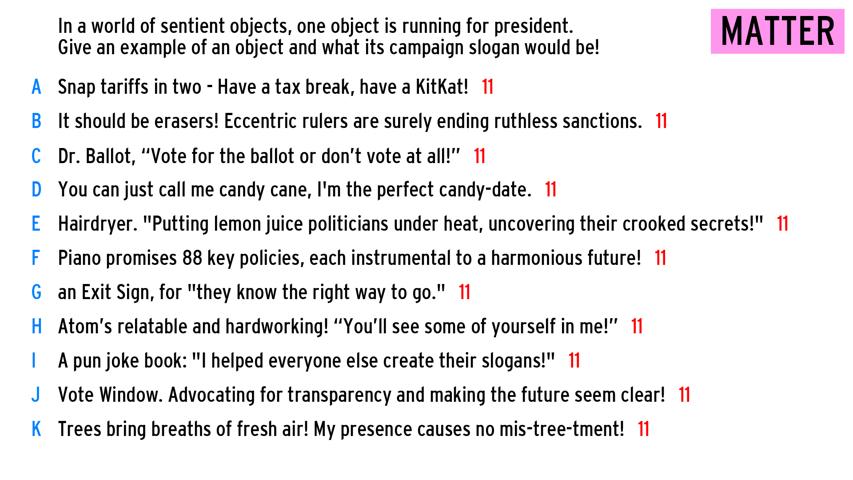 In a world of sentient objects, one object is running for president.
Give an example of an object and what its campaign slogan would be!
MATTER
A Snap tariffs in two - Have a tax break, have a KitKat! 11
B It should be erasers! Eccentric rulers are surely ending ruthless sanctions. 11
C Dr. Ballot, “Vote for the ballot or don’t vote at all!” 11
D You can just call me candy cane, I'm the perfect candy-date. 11
E Hairdryer. "Putting lemon juice politicians under heat, uncovering their crooked secrets!" 11
F Piano promises 88 key policies, each instrumental to a harmonious future! 11
G an Exit Sign, for "they know the right way to go." 11
H Atom’s relatable and hardworking! “You’ll see some of yourself in me!” 11
I A pun joke book: "I helped everyone else create their slogans!" 11
J Vote Window. Advocating for transparency and making the future seem clear! 11
K Trees bring breaths of fresh air! My presence causes no mis-tree-tment! 11